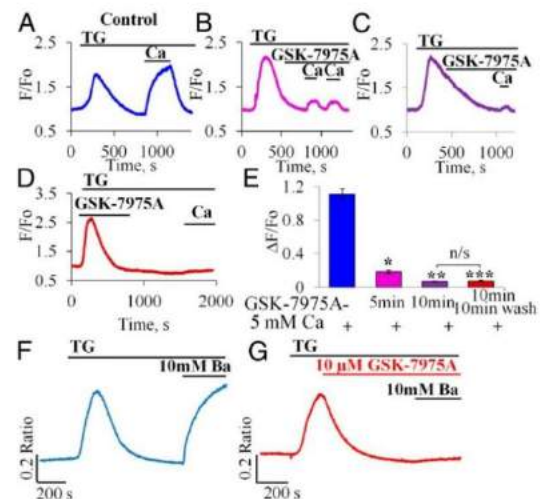 A Control B C
TG
Ca
2.5
1.5
0.5
F/Fo
0 500 1000
Time, s
TG
GSK-7975A
Ca Ca
2.5
1.5
0.5
F/Fo
0 500 1000
Time, s
TG
GSK-7975A
Ca
2.5
1.5
0.5
F/Fo
0 500 1000
Time, s
D
TG
GSK-7975A
Ca
3.5
2.5
1.5
0.5
F/Fo
0 1000 2000
Time, s
E
1.2
0.8
0.4
0
ΔF/Fo
n/s
* ** ***
GSK-7975A- 5min 10min 10min
10min wash
5 mM Ca + + + +
F
TG
10mM Ba
0.2 Ratio
200 s
G
TG
10 µM GSK-7975A
10mM Ba
0.2 Ratio
200 s